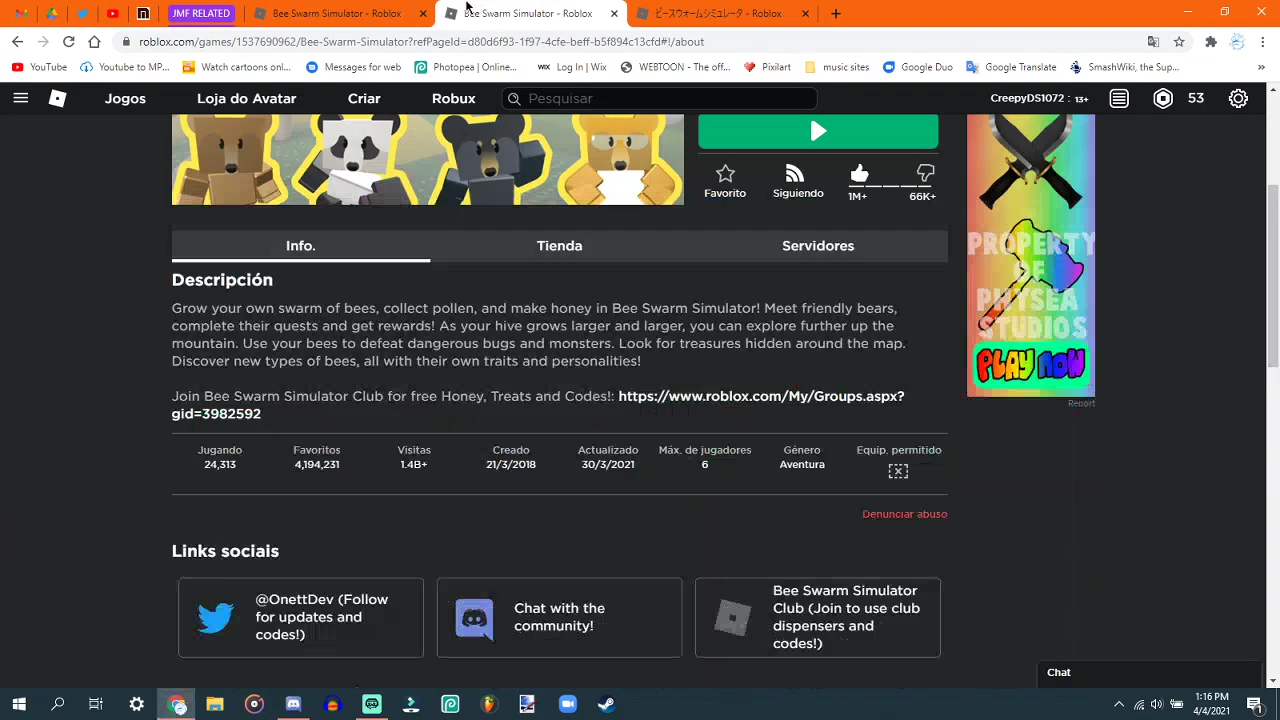 JMF RELATED
Bee Swarm Simulator - Roblox
Bee Swarm Simulator - Roblox
ビースウォームシミュレータ - Roblox
roblox.com/games/1537690962/Bee-Swarm-Simulator?refPageId=d80d6f93-1f97-4cfe-beff-b5f894c13cfd#!/about
YouTube
Youtube to MP...
Watch cartoons onl...
Messages for web
Photopea | Online...
WIX Log In | Wix
WEBTOON - The off...
Pixilart
music sites
Google Duo
Google Translate
SmashWiki, the Sup...
»
Jogos
Loja do Avatar
Criar
Robux
Pesquisar
CreepyDS1072 : 13+
53
Favorito
Siguiendo
1M+
66K+
Info.
Tienda
Servidores
Descripción
Grow your own swarm of bees, collect pollen, and make honey in Bee Swarm Simulator! Meet friendly bears,
complete their quests and get rewards! As your hive grows larger and larger, you can explore further up the
mountain. Use your bees to defeat dangerous bugs and monsters. Look for treasures hidden around the map.
Discover new types of bees, all with their own traits and personalities!
Join Bee Swarm Simulator Club for free Honey, Treats and Codes!: https://www.roblox.com/My/Groups.aspx?
gid=3982592
Jugando
24,313
Favoritos
4,194,231
Visitas
1.4B+
Creado
21/3/2018
Actualizado
30/3/2021
Máx. de jugadores
6
Género
Aventura
Equip. permitido
Denunciar abuso
PROPERTY
OF
PHYSEA
STUDIOS
PLAY NOW
Report
Links sociais
@OnettDev (Follow
for updates and
codes!)
Chat with the
community!
Bee Swarm Simulator
Club (Join to use club
dispensers and
codes!)
Chat
1:16 PM
4/4/2021
1